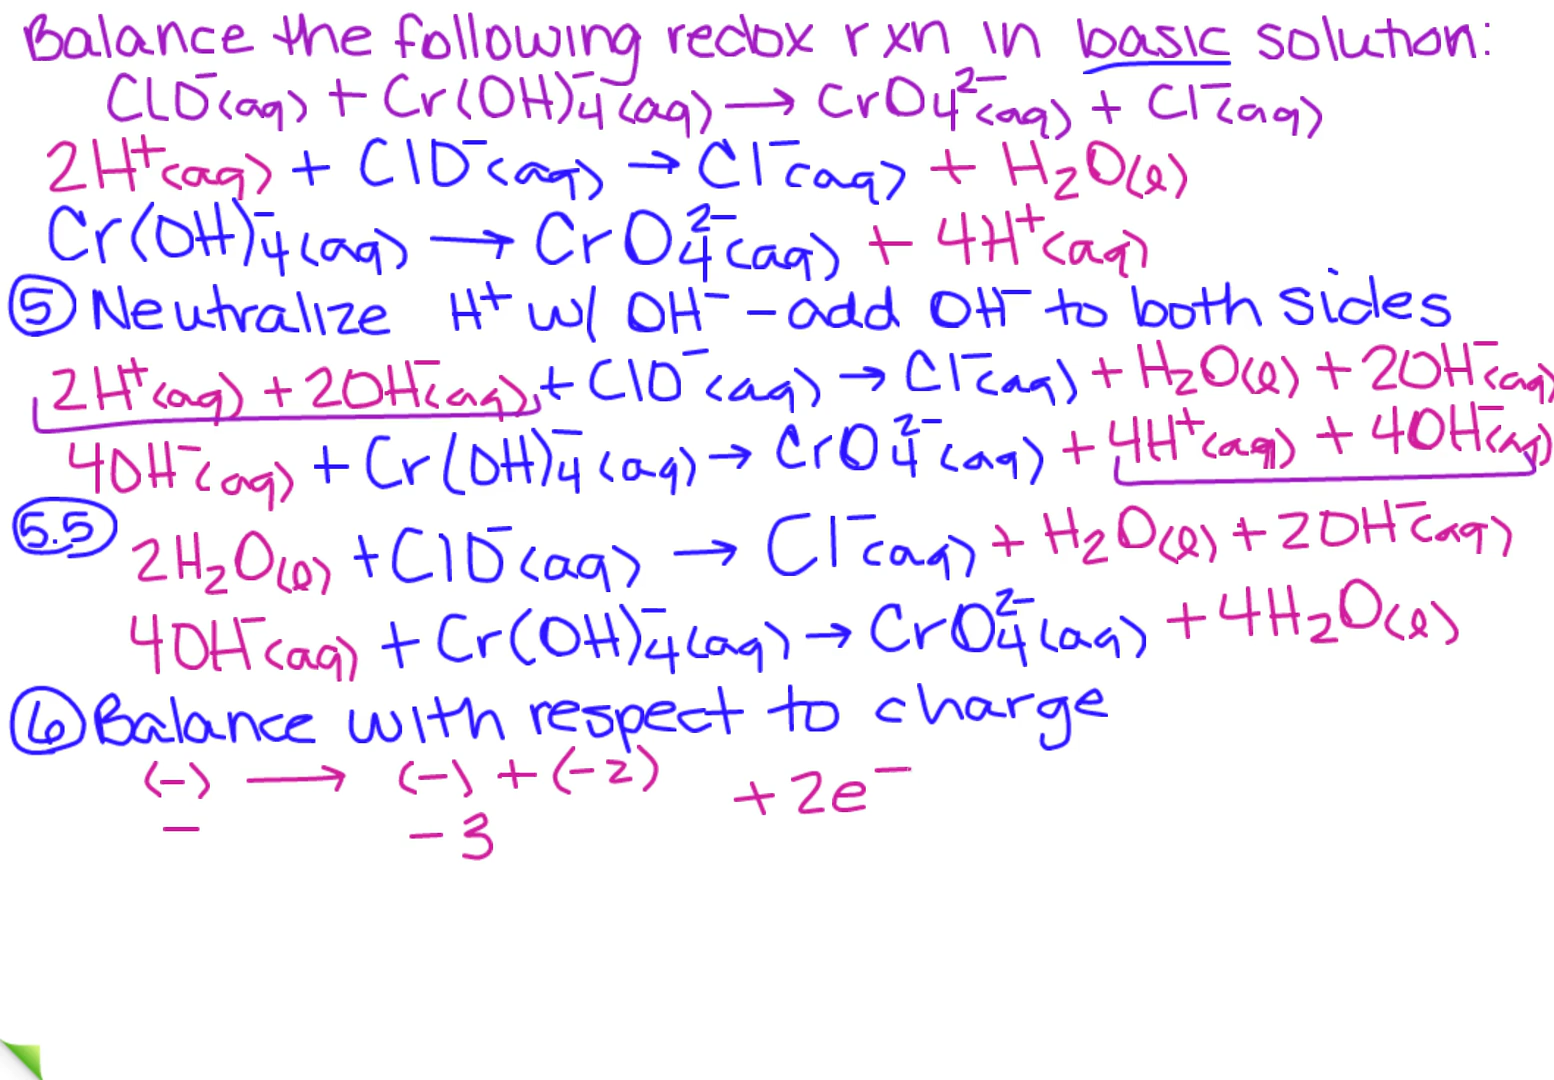 Balance the following redox rxn in basic solution:
ClO⁻(aq) + Cr(OH)₄⁻(aq) → CrO₄²⁻(aq) + Cl⁻(aq)
2H⁺(aq) + ClO⁻(aq) → Cl⁻(aq) + H₂O(l)
Cr(OH)₄⁻(aq) → CrO₄²⁻(aq) + 4H⁺(aq)
⑤ Neutralize H⁺ w/ OH⁻ - add OH⁻ to both sides
2H⁺(aq) + 2OH⁻(aq) + ClO⁻(aq) → Cl⁻(aq) + H₂O(l) + 2OH⁻(aq)
4OH⁻(aq) + Cr(OH)₄⁻(aq) → CrO₄²⁻(aq) + 4H⁺(aq) + 4OH⁻(aq)
5.5
2H₂O(l) + ClO⁻(aq) → Cl⁻(aq) + H₂O(l) + 2OH⁻(aq)
4OH⁻(aq) + Cr(OH)₄⁻(aq) → CrO₄²⁻(aq) + 4H₂O(l)
⑥ Balance with respect to charge
(-) → (-) + (-2) + 2e⁻
- -3